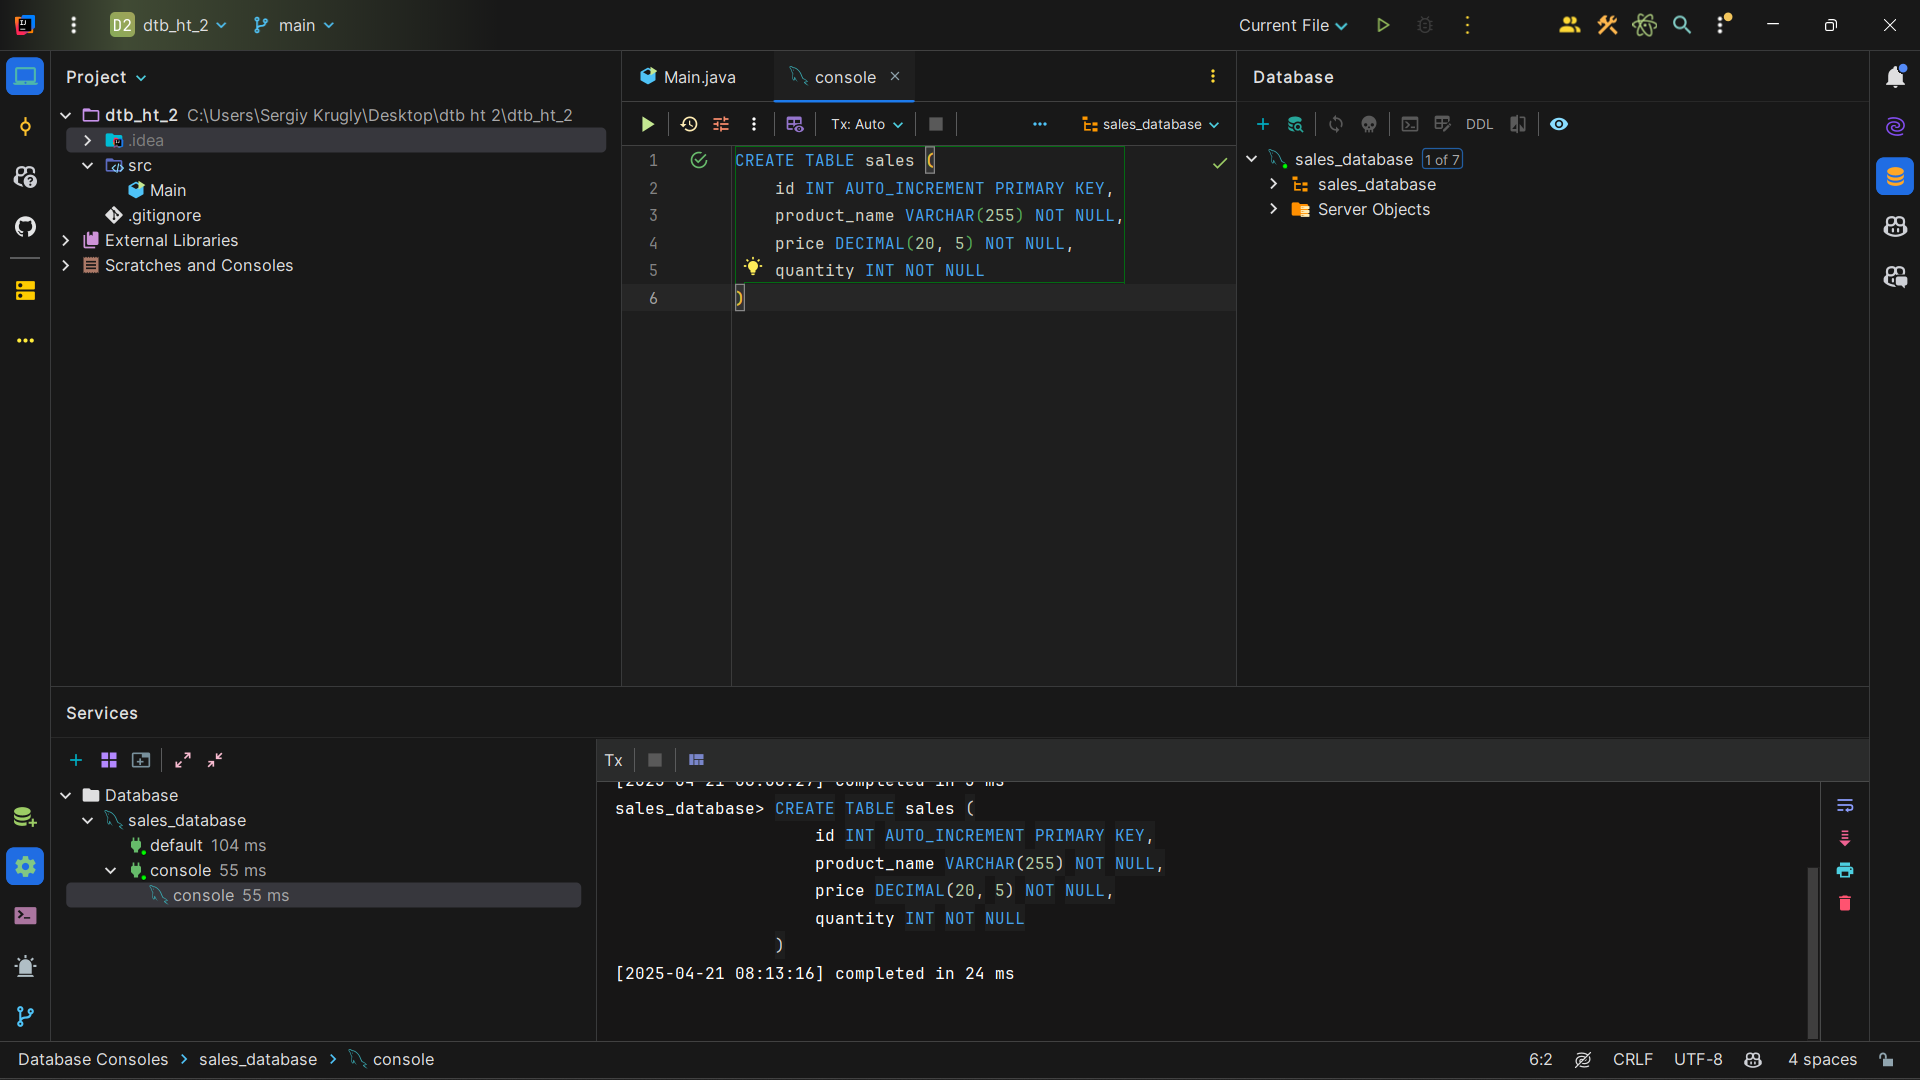 D2 dtb_ht_2 main Current File
Project
dtb_ht_2 C:\Users\Sergiy Krugly\Desktop\dtb ht 2\dtb_ht_2
.idea
src
Main
.gitignore
External Libraries
Scratches and Consoles
Main.java console
Tx: Auto sales_database
1 CREATE TABLE sales (
2 id INT AUTO_INCREMENT PRIMARY KEY,
3 product_name VARCHAR(255) NOT NULL,
4 price DECIMAL(20, 5) NOT NULL,
5 quantity INT NOT NULL
6 )
Database
DDL
sales_database 1 of 7
sales_database
Server Objects
Services
Database
sales_database
default 104 ms
console 55 ms
console 55 ms
Tx
sales_database> CREATE TABLE sales (
id INT AUTO_INCREMENT PRIMARY KEY,
product_name VARCHAR(255) NOT NULL,
price DECIMAL(20, 5) NOT NULL,
quantity INT NOT NULL
)
[2025-04-21 08:13:16] completed in 24 ms
Database Consoles > sales_database > console
6:2 CRLF UTF-8 4 spaces